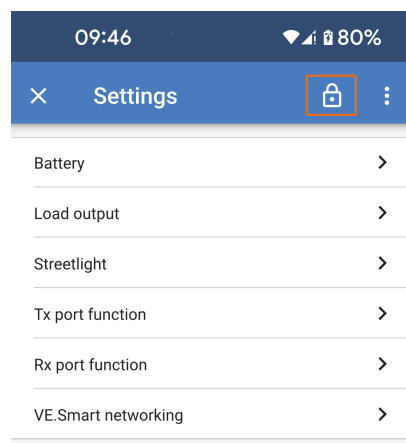 09:46 80%
Settings
Battery
Load output
Streetlight
Tx port function
Rx port function
VE.Smart networking